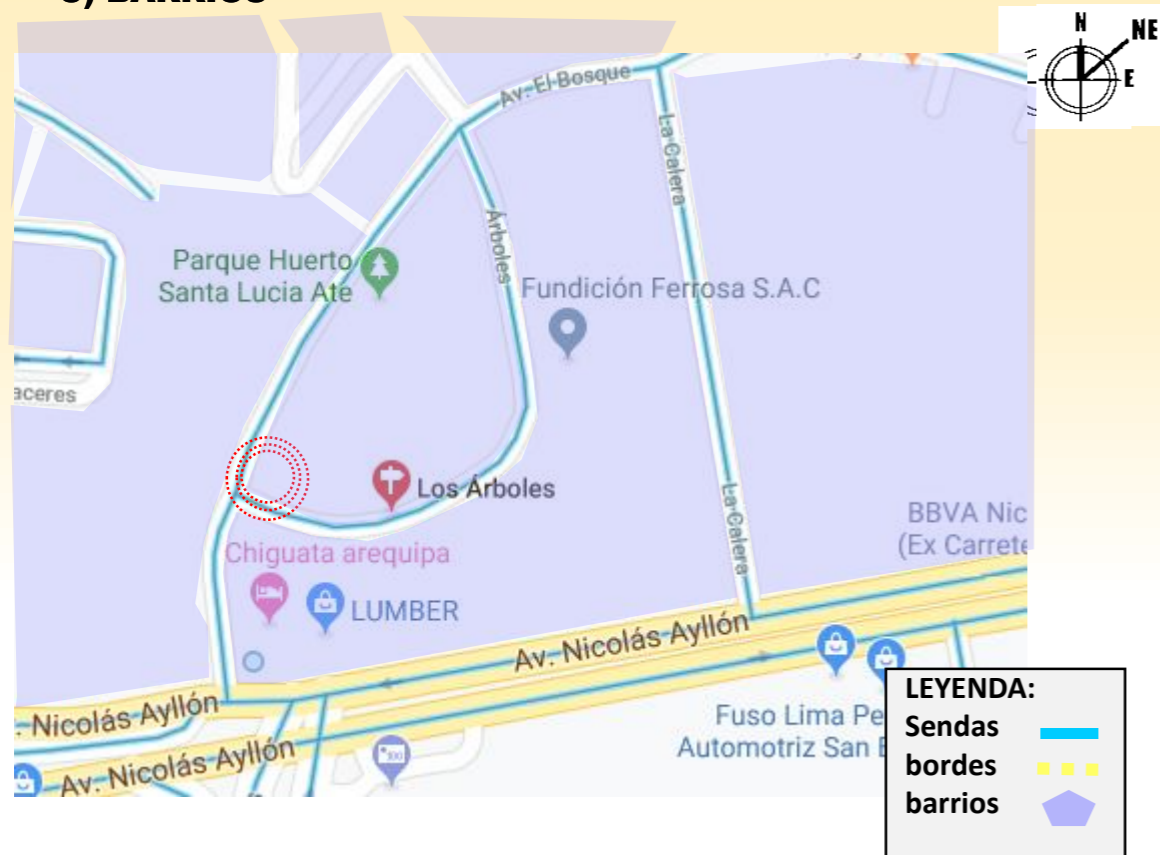 BARRIOS
N
NE
E
Av. El Bosque
La Calera
Árboles
Parque Huerto
Santa Lucia Ate
Fundición Ferrosa S.A.C
aceres
Los Árboles
La Calera
BBVA Nic
(Ex Carrete
Chiguata arequipa
LUMBER
Av. Nicolás Ayllón
. Nicolás Ayllón
Av. Nicolás Ayllón
Fuso Lima Pe
Automotriz San
LEYENDA:
Sendas
bordes
barrios